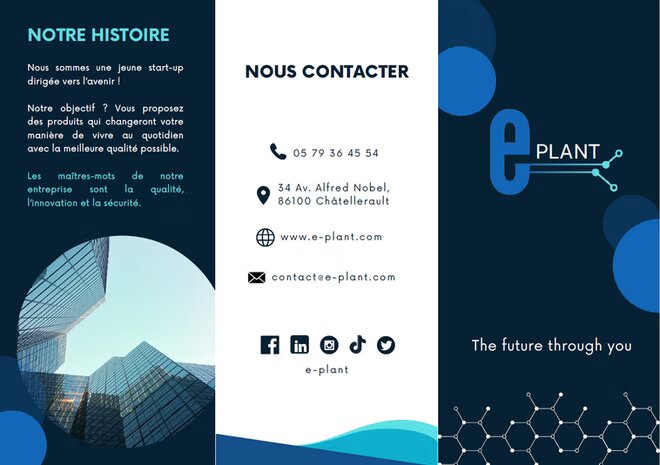 NOTRE HISTOIRE
Nous sommes une jeune start-up
dirigée vers l'avenir !
Notre objectif ? Vous proposez
des produits qui changeront votre
manière de vivre au quotidien
avec la meilleure qualité possible.
Les maîtres-mots de notre
entreprise sont la qualité,
l'innovation et la sécurité.
NOUS CONTACTER
05 79 36 45 54
34 Av. Alfred Nobel,
86100 Châtellerault
www.e-plant.com
contact@e-plant.com
e-plant
e PLANT
The future through you